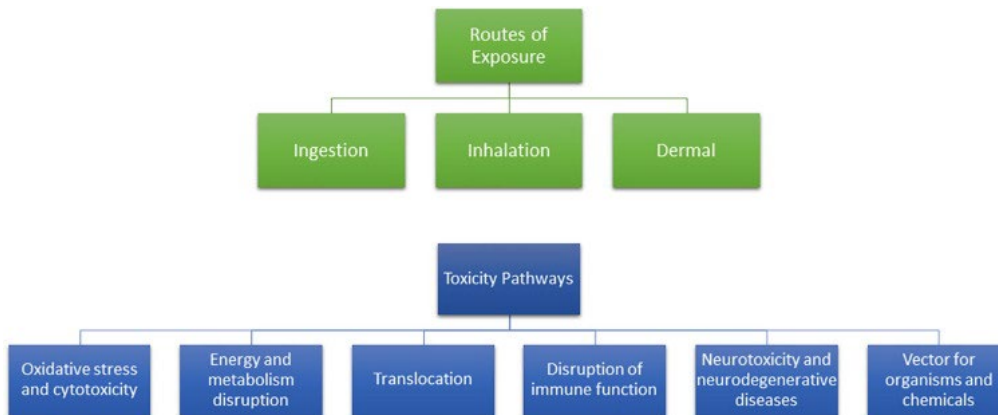 Routes of
Exposure
Ingestion
Inhalation
Dermal
Toxicity Pathways
Oxidative stress
and cytotoxicity
Energy and
metabolism
disruption
Translocation
Disruption of
immune function
Neurotoxicity and
neurodegenerative
diseases
Vector for
organisms and
chemicals